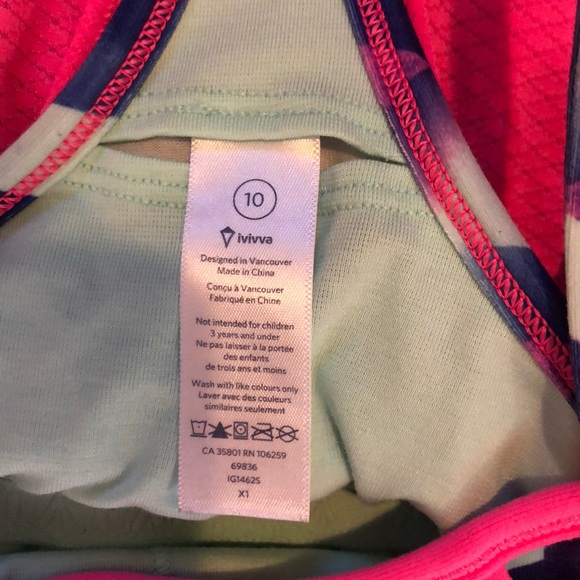 10
ivivva
Designed in Vancouver
Made in China
Conçu à Vancouver
Fabriqué en Chine
Not intended for children
3 years and under
Ne pas laisser à la portée
des enfants
de trois ans et moins
Wash with like colours only
Laver avec des couleurs
similaires seulement
CA 35801 RN 106259
69836
IG1462S
X1